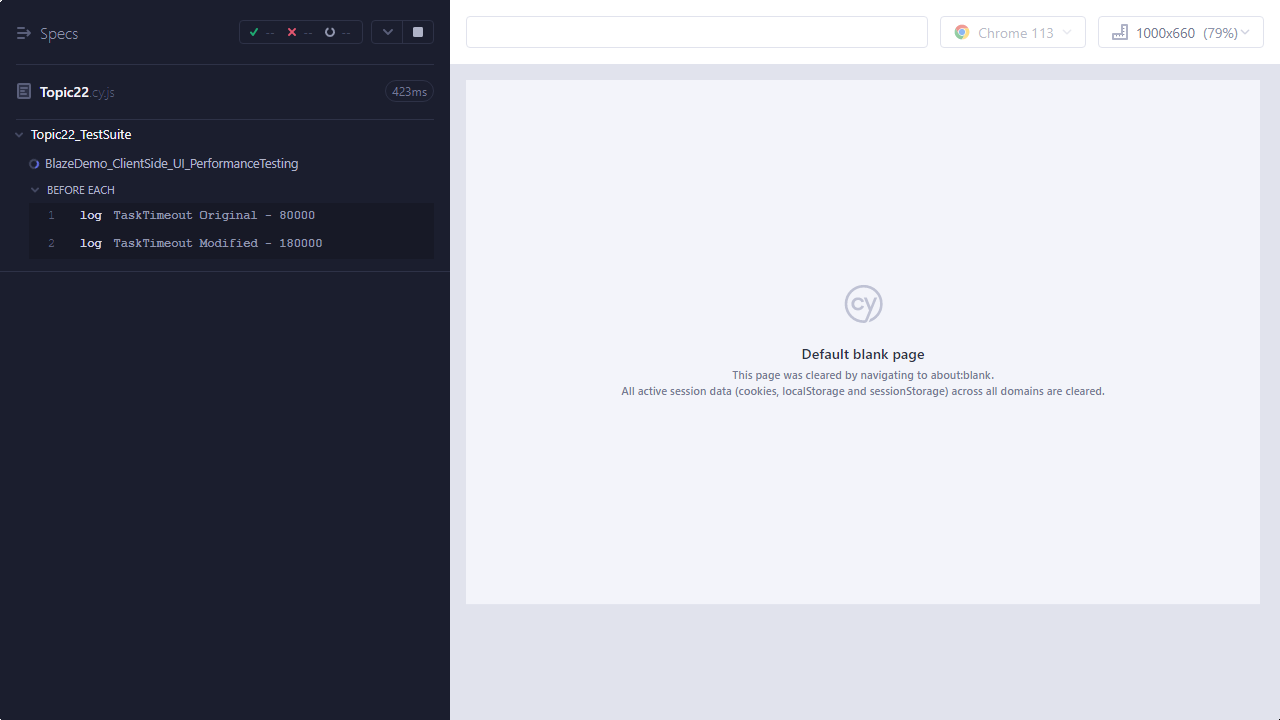 Specs
-- -- --
Chrome 113
1000x660 (79%)
Topic22.cy.js 423ms
Topic22_TestSuite
BlazeDemo_ClientSide_UI_PerformanceTesting
BEFORE EACH
1 log TaskTimeout Original - 80000
2 log TaskTimeout Modified - 180000
cy
Default blank page
This page was cleared by navigating to about:blank.
All active session data (cookies, localStorage and sessionStorage) across all domains are cleared.